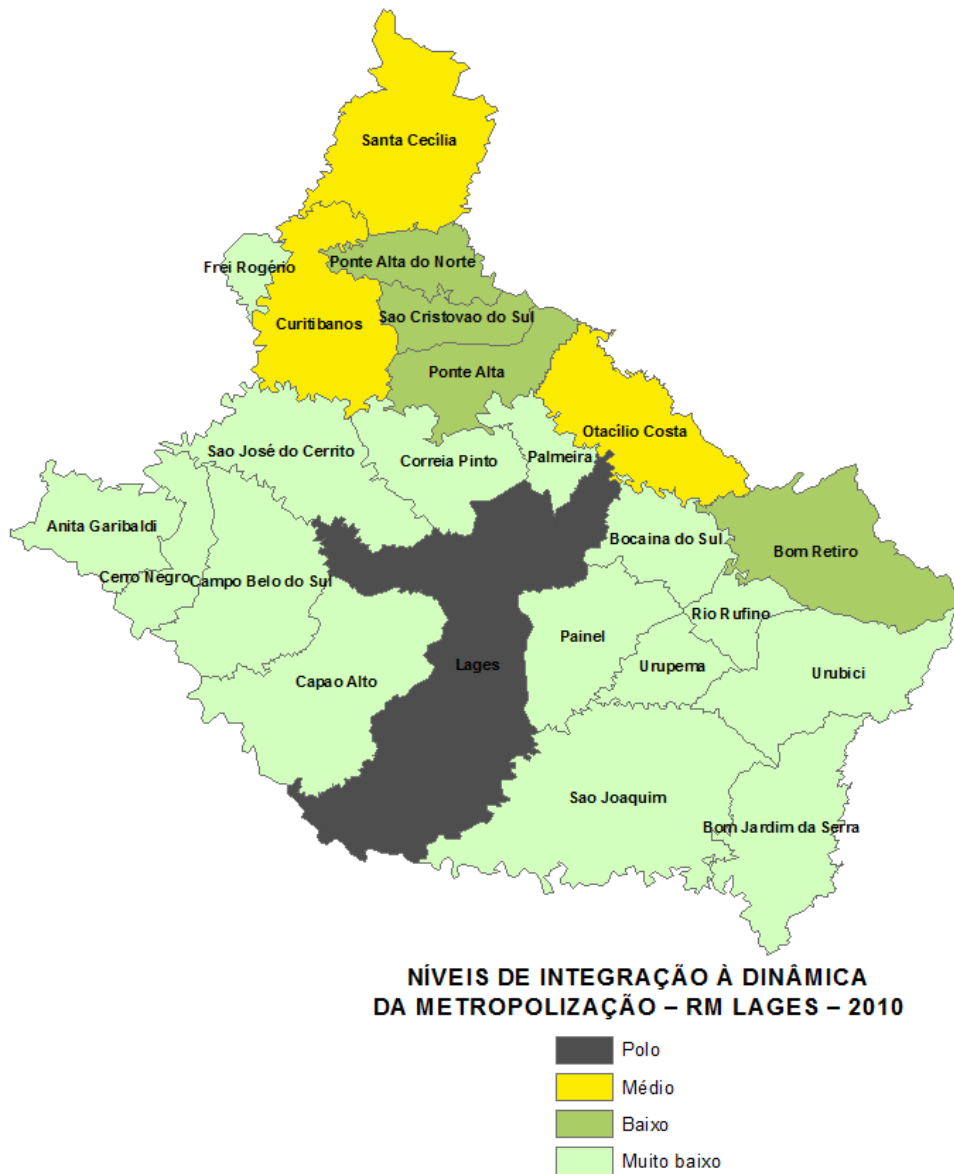 Santa Cecília
Ponte Alta do Norte
Frei Rogério
Sao Cristovao do Sul
Curitibanos
Ponte Alta
Otacílio Costa
Sao José do Cerrito
Correia Pinto
Palmeira
Anita Garibaldi
Bocaina do Sul
Bom Retiro
Cerro Negro
Campo Belo do Sul
Rio Rufino
Painel
Lages
Urupema
Urubici
Capao Alto
Sao Joaquim
Bom Jardim da Serra
NÍVEIS DE INTEGRAÇÃO À DINÂMICA
DA METROPOLIZAÇÃO – RM LAGES – 2010
Polo
Médio
Baixo
Muito baixo